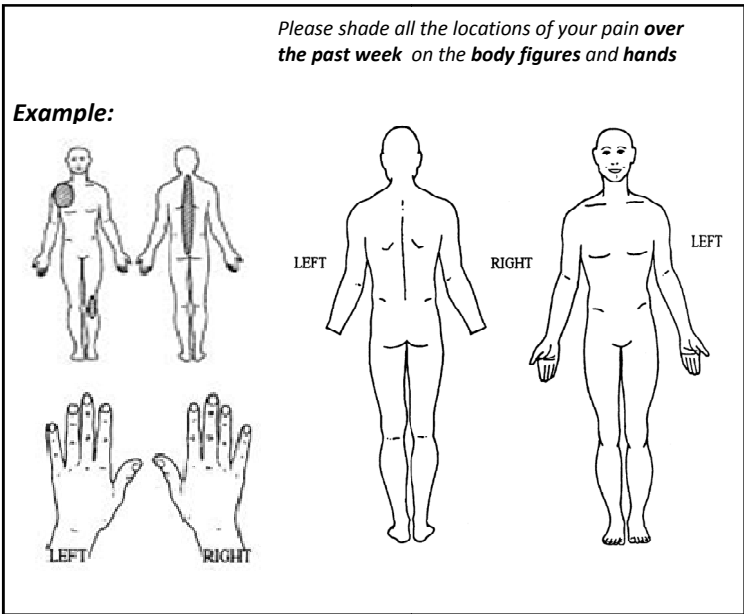 Please shade all the locations of your pain over
the past week on the body figures and hands
Example:
LEFT
RIGHT
LEFT
LEFT
RIGHT